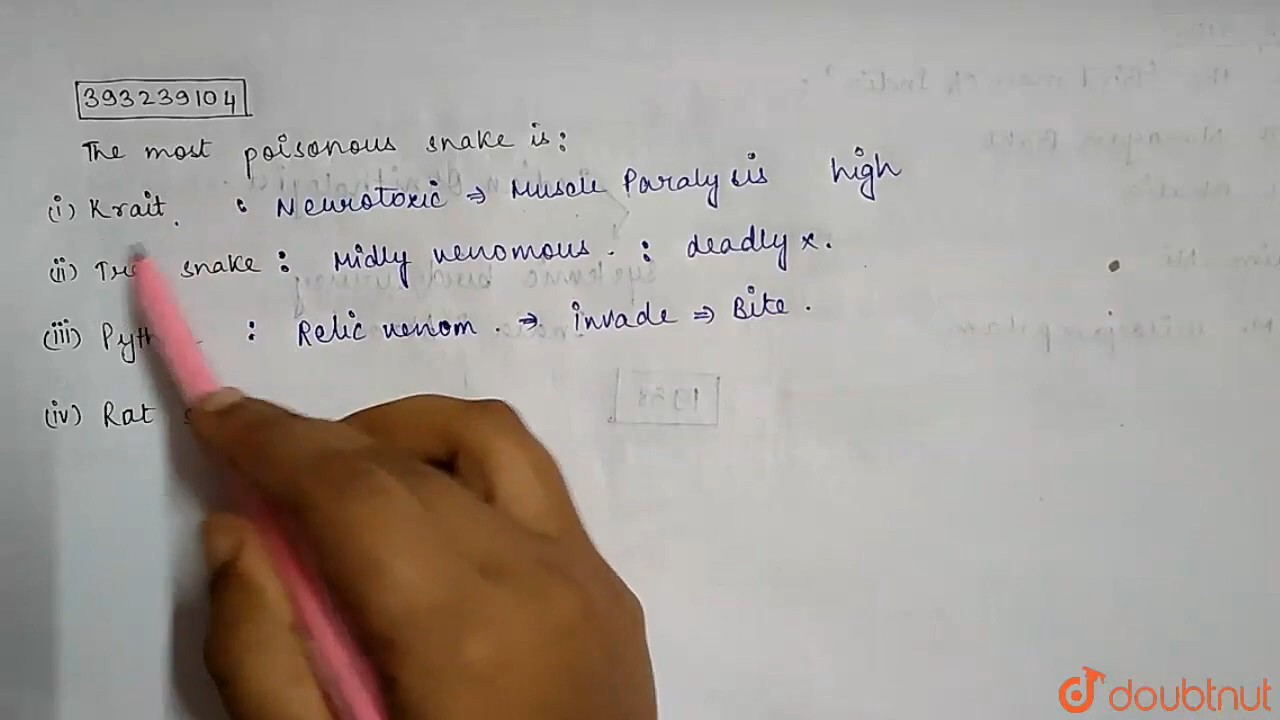 393239104
The most poisonous snake is:
(i) Krait. : Neurotoxic ⇒ Muscle Paralysis high
(ii) snake : Midly venomous. : deadly x.
(iii) : Relic venom. → invade ⇒ Bite.
(iv) Rat
1968
doubtnut